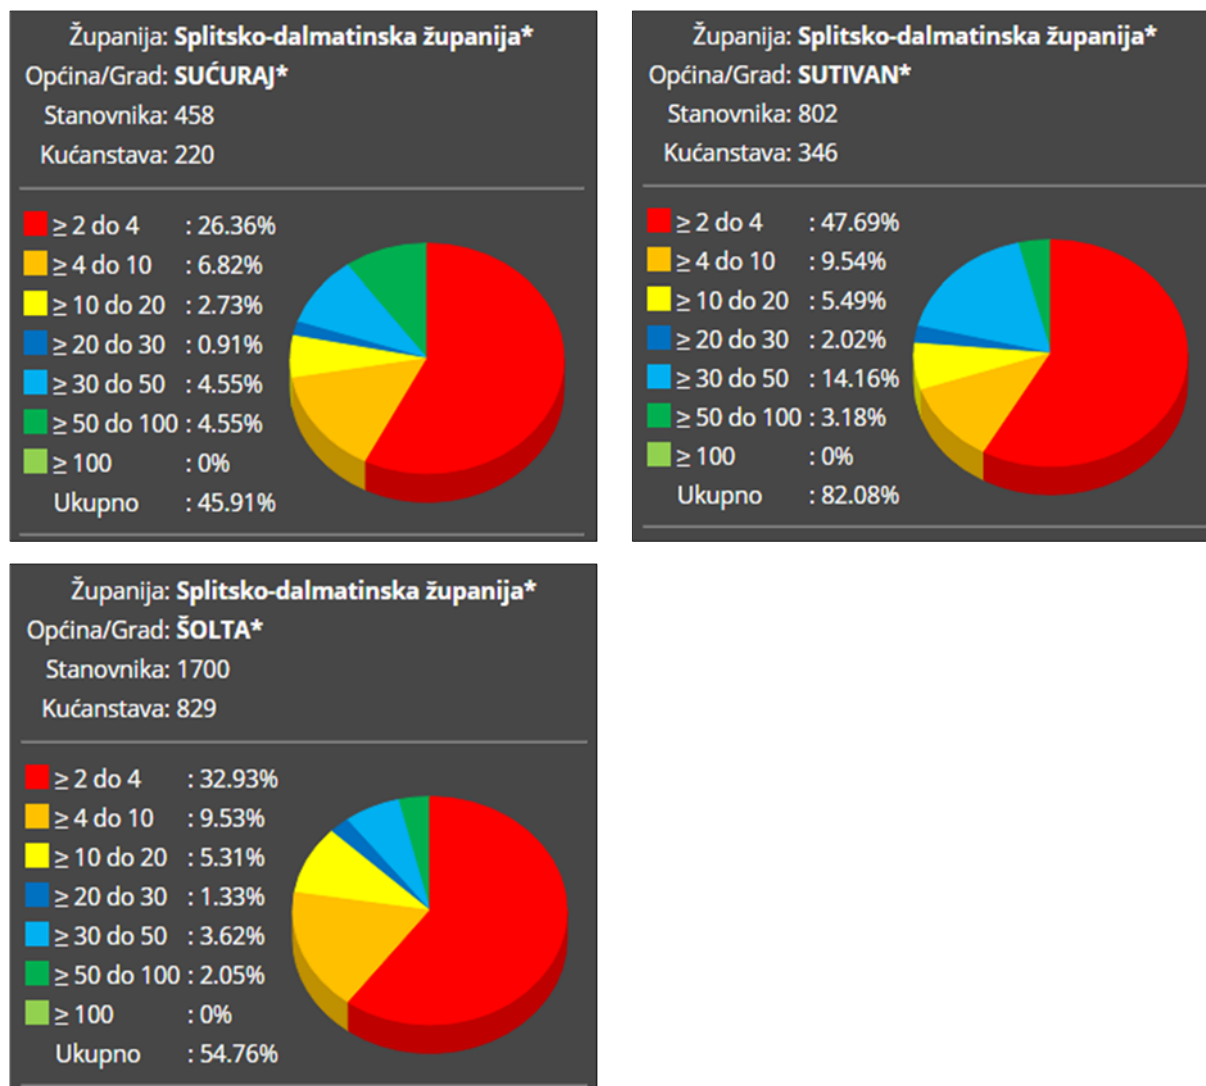 Županija: Splitsko-dalmatinska županija*
Općina/Grad: SUĆURAJ*
Stanovnika: 458
Kućanstava: 220
≥ 2 do 4 : 26.36%
≥ 4 do 10 : 6.82%
≥ 10 do 20 : 2.73%
≥ 20 do 30 : 0.91%
≥ 30 do 50 : 4.55%
≥ 50 do 100 : 4.55%
≥ 100 : 0%
Ukupno : 45.91%
Županija: Splitsko-dalmatinska županija*
Općina/Grad: SUTIVAN*
Stanovnika: 802
Kućanstava: 346
≥ 2 do 4 : 47.69%
≥ 4 do 10 : 9.54%
≥ 10 do 20 : 5.49%
≥ 20 do 30 : 2.02%
≥ 30 do 50 : 14.16%
≥ 50 do 100 : 3.18%
≥ 100 : 0%
Ukupno : 82.08%
Županija: Splitsko-dalmatinska županija*
Općina/Grad: ŠOLTA*
Stanovnika: 1700
Kućanstava: 829
≥ 2 do 4 : 32.93%
≥ 4 do 10 : 9.53%
≥ 10 do 20 : 5.31%
≥ 20 do 30 : 1.33%
≥ 30 do 50 : 3.62%
≥ 50 do 100 : 2.05%
≥ 100 : 0%
Ukupno : 54.76%